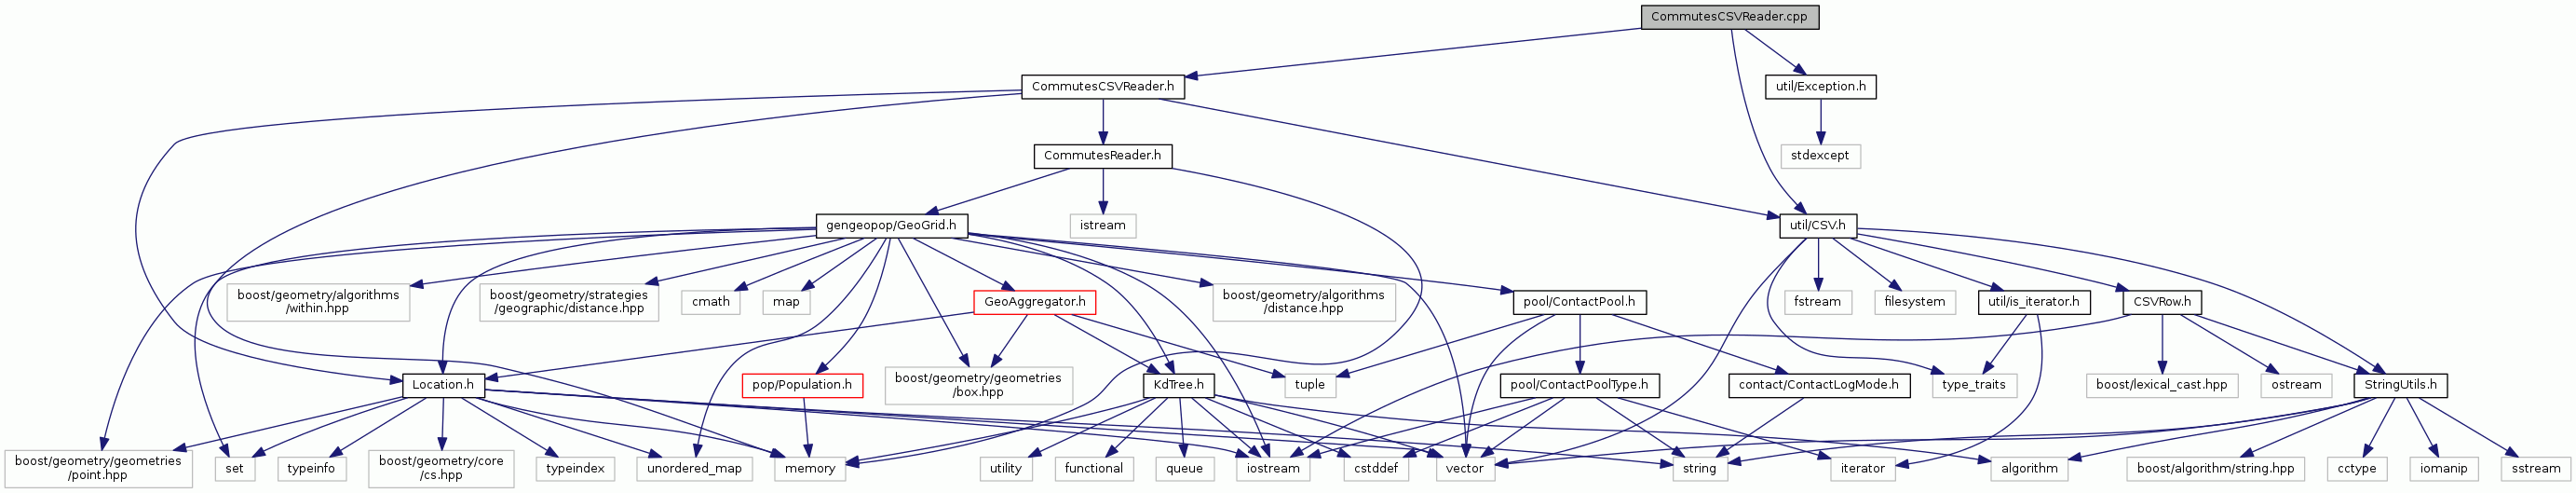 CommutesCSVReader.cpp
CommutesCSVReader.h
util/Exception.h
CommutesReader.h
stdexcept
gengeopop/GeoGrid.h
istream
util/CSV.h
boost/geometry/algorithms
/within.hpp
boost/geometry/strategies
/geographic/distance.hpp
cmath
map
GeoAggregator.h
boost/geometry/algorithms
/distance.hpp
pool/ContactPool.h
fstream
filesystem
util/is_iterator.h
CSVRow.h
Location.h
pop/Population.h
boost/geometry/geometries
/box.hpp
KdTree.h
tuple
pool/ContactPoolType.h
contact/ContactLogMode.h
type_traits
boost/lexical_cast.hpp
ostream
StringUtils.h
boost/geometry/geometries
/point.hpp
set
typeinfo
boost/geometry/core
/cs.hpp
typeindex
unordered_map
memory
utility
functional
queue
iostream
cstddef
vector
string
iterator
algorithm
boost/algorithm/string.hpp
cctype
iomanip
sstream